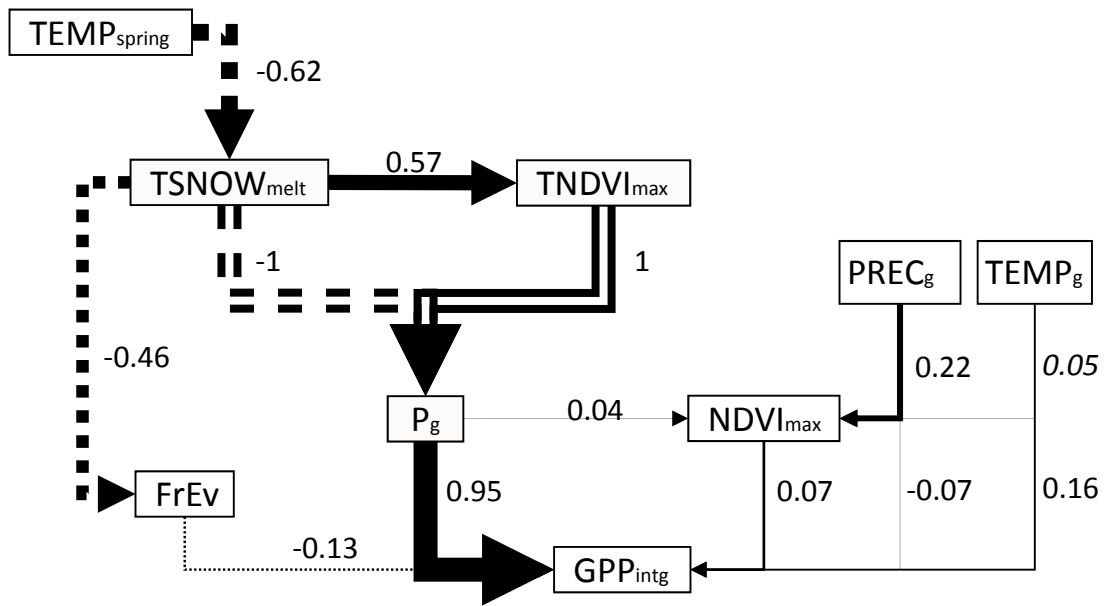 TEMPspring
-0.62
TSNOWmelt
0.57
TNDVImax
-1
1
PRECg
TEMPg
-0.46
0.22
0.05
Pg
0.04
NDVImax
FrEv
0.95
0.07
-0.07
0.16
-0.13
GPPintg